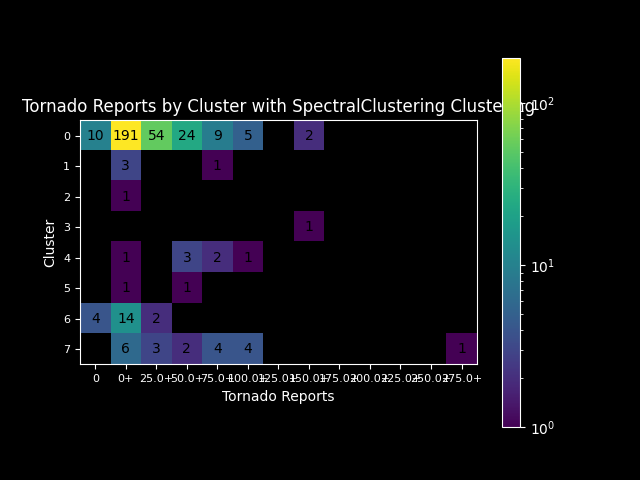 Tornado Reports by Cluster with SpectralClustering Clustering
0 10 191 54 24 9 5 2
1 3 1
2 1
3 1
4 1 3 2 1
5 1 1
6 4 14 2
7 6 3 2 4 4 1
0 0+ 25.0+ 50.0+ 75.0+ 100.0+ 125.0+ 150.0+ 175.0+ 200.0+ 225.0+ 250.0+ 275.0+
Tornado Reports
Cluster
10²
10¹
10⁰